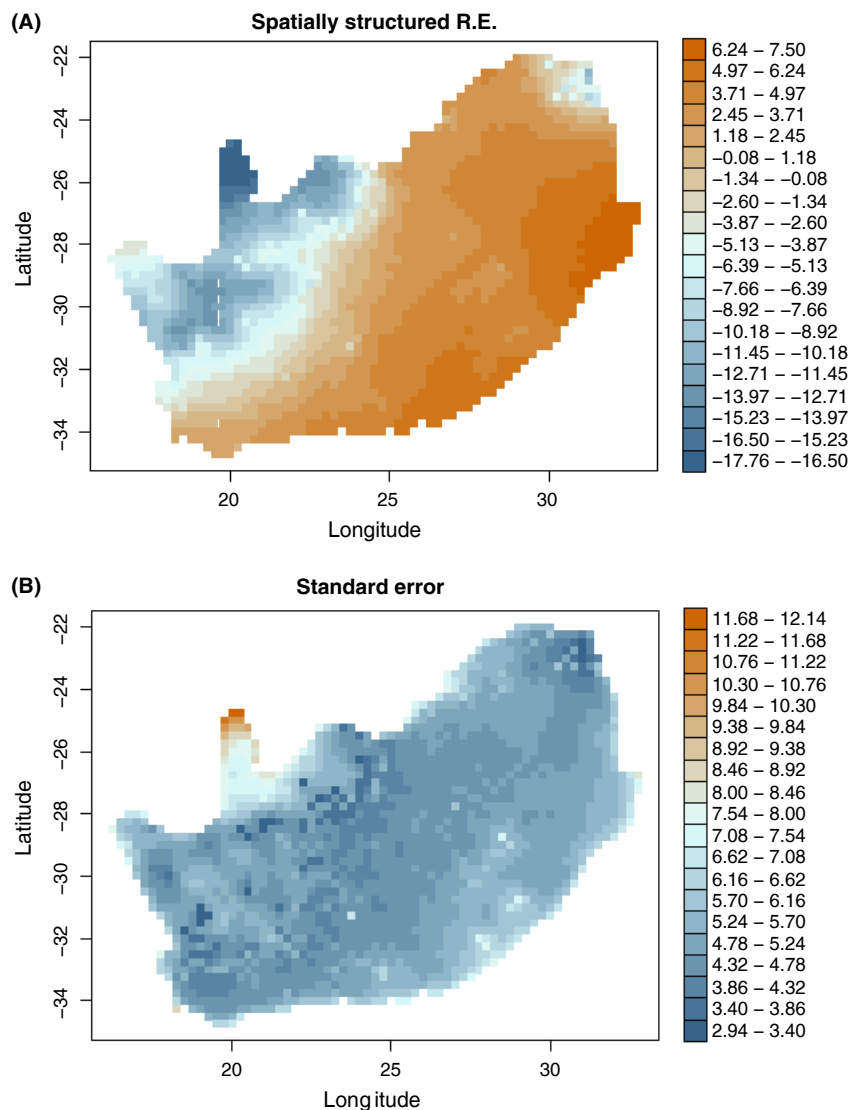 (A)
Spatially structured R.E.
−22
−24
−26
−28
−30
−32
−34
Latitude
20
25
30
Longitude
6.24 – 7.50
4.97 – 6.24
3.71 – 4.97
2.45 – 3.71
1.18 – 2.45
−0.08 – 1.18
−1.34 – −0.08
−2.60 – −1.34
−3.87 – −2.60
−5.13 – −3.87
−6.39 – −5.13
−7.66 – −6.39
−8.92 – −7.66
−10.18 – −8.92
−11.45 – −10.18
−12.71 – −11.45
−13.97 – −12.71
−15.23 – −13.97
−16.50 – −15.23
−17.76 – −16.50
(B)
Standard error
−22
−24
−26
−28
−30
−32
−34
Latitude
20
25
30
Longitude
11.68 – 12.14
11.22 – 11.68
10.76 – 11.22
10.30 – 10.76
9.84 – 10.30
9.38 – 9.84
8.92 – 9.38
8.46 – 8.92
8.00 – 8.46
7.54 – 8.00
7.08 – 7.54
6.62 – 7.08
6.16 – 6.62
5.70 – 6.16
5.24 – 5.70
4.78 – 5.24
4.32 – 4.78
3.86 – 4.32
3.40 – 3.86
2.94 – 3.40